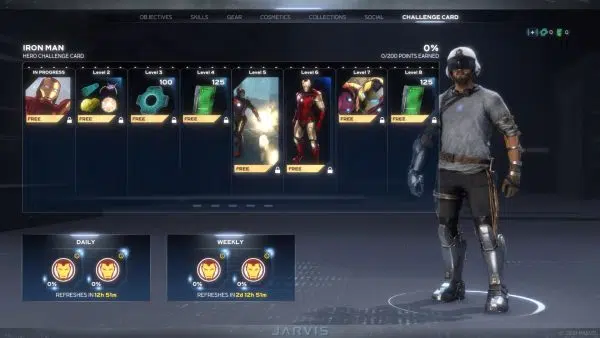 OBJECTIVES SKILLS GEAR COSMETICS COLLECTIONS SOCIAL CHALLENGE CARD
IRON MAN
HERO CHALLENGE CARD
0%
0/200 POINTS EARNED
IN PROGRESS Level 2 Level 3 Level 4 Level 5 Level 6 Level 7 Level 8
100 125 125
FREE FREE FREE FREE FREE FREE
FREE FREE
DAILY WEEKLY
0% 0% 0% 0%
REFRESHES IN 12h 51m REFRESHES IN 2d 12h 51m
JARVIS